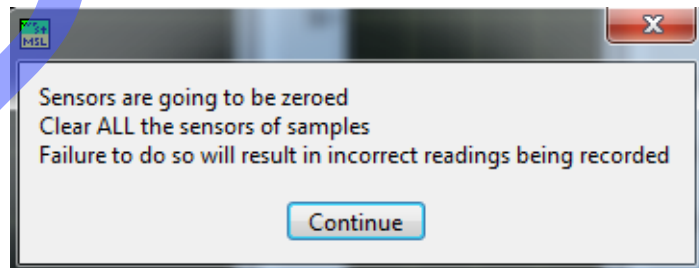 MSL
X
Sensors are going to be zeroed
Clear ALL the sensors of samples
Failure to do so will result in incorrect readings being recorded
Continue